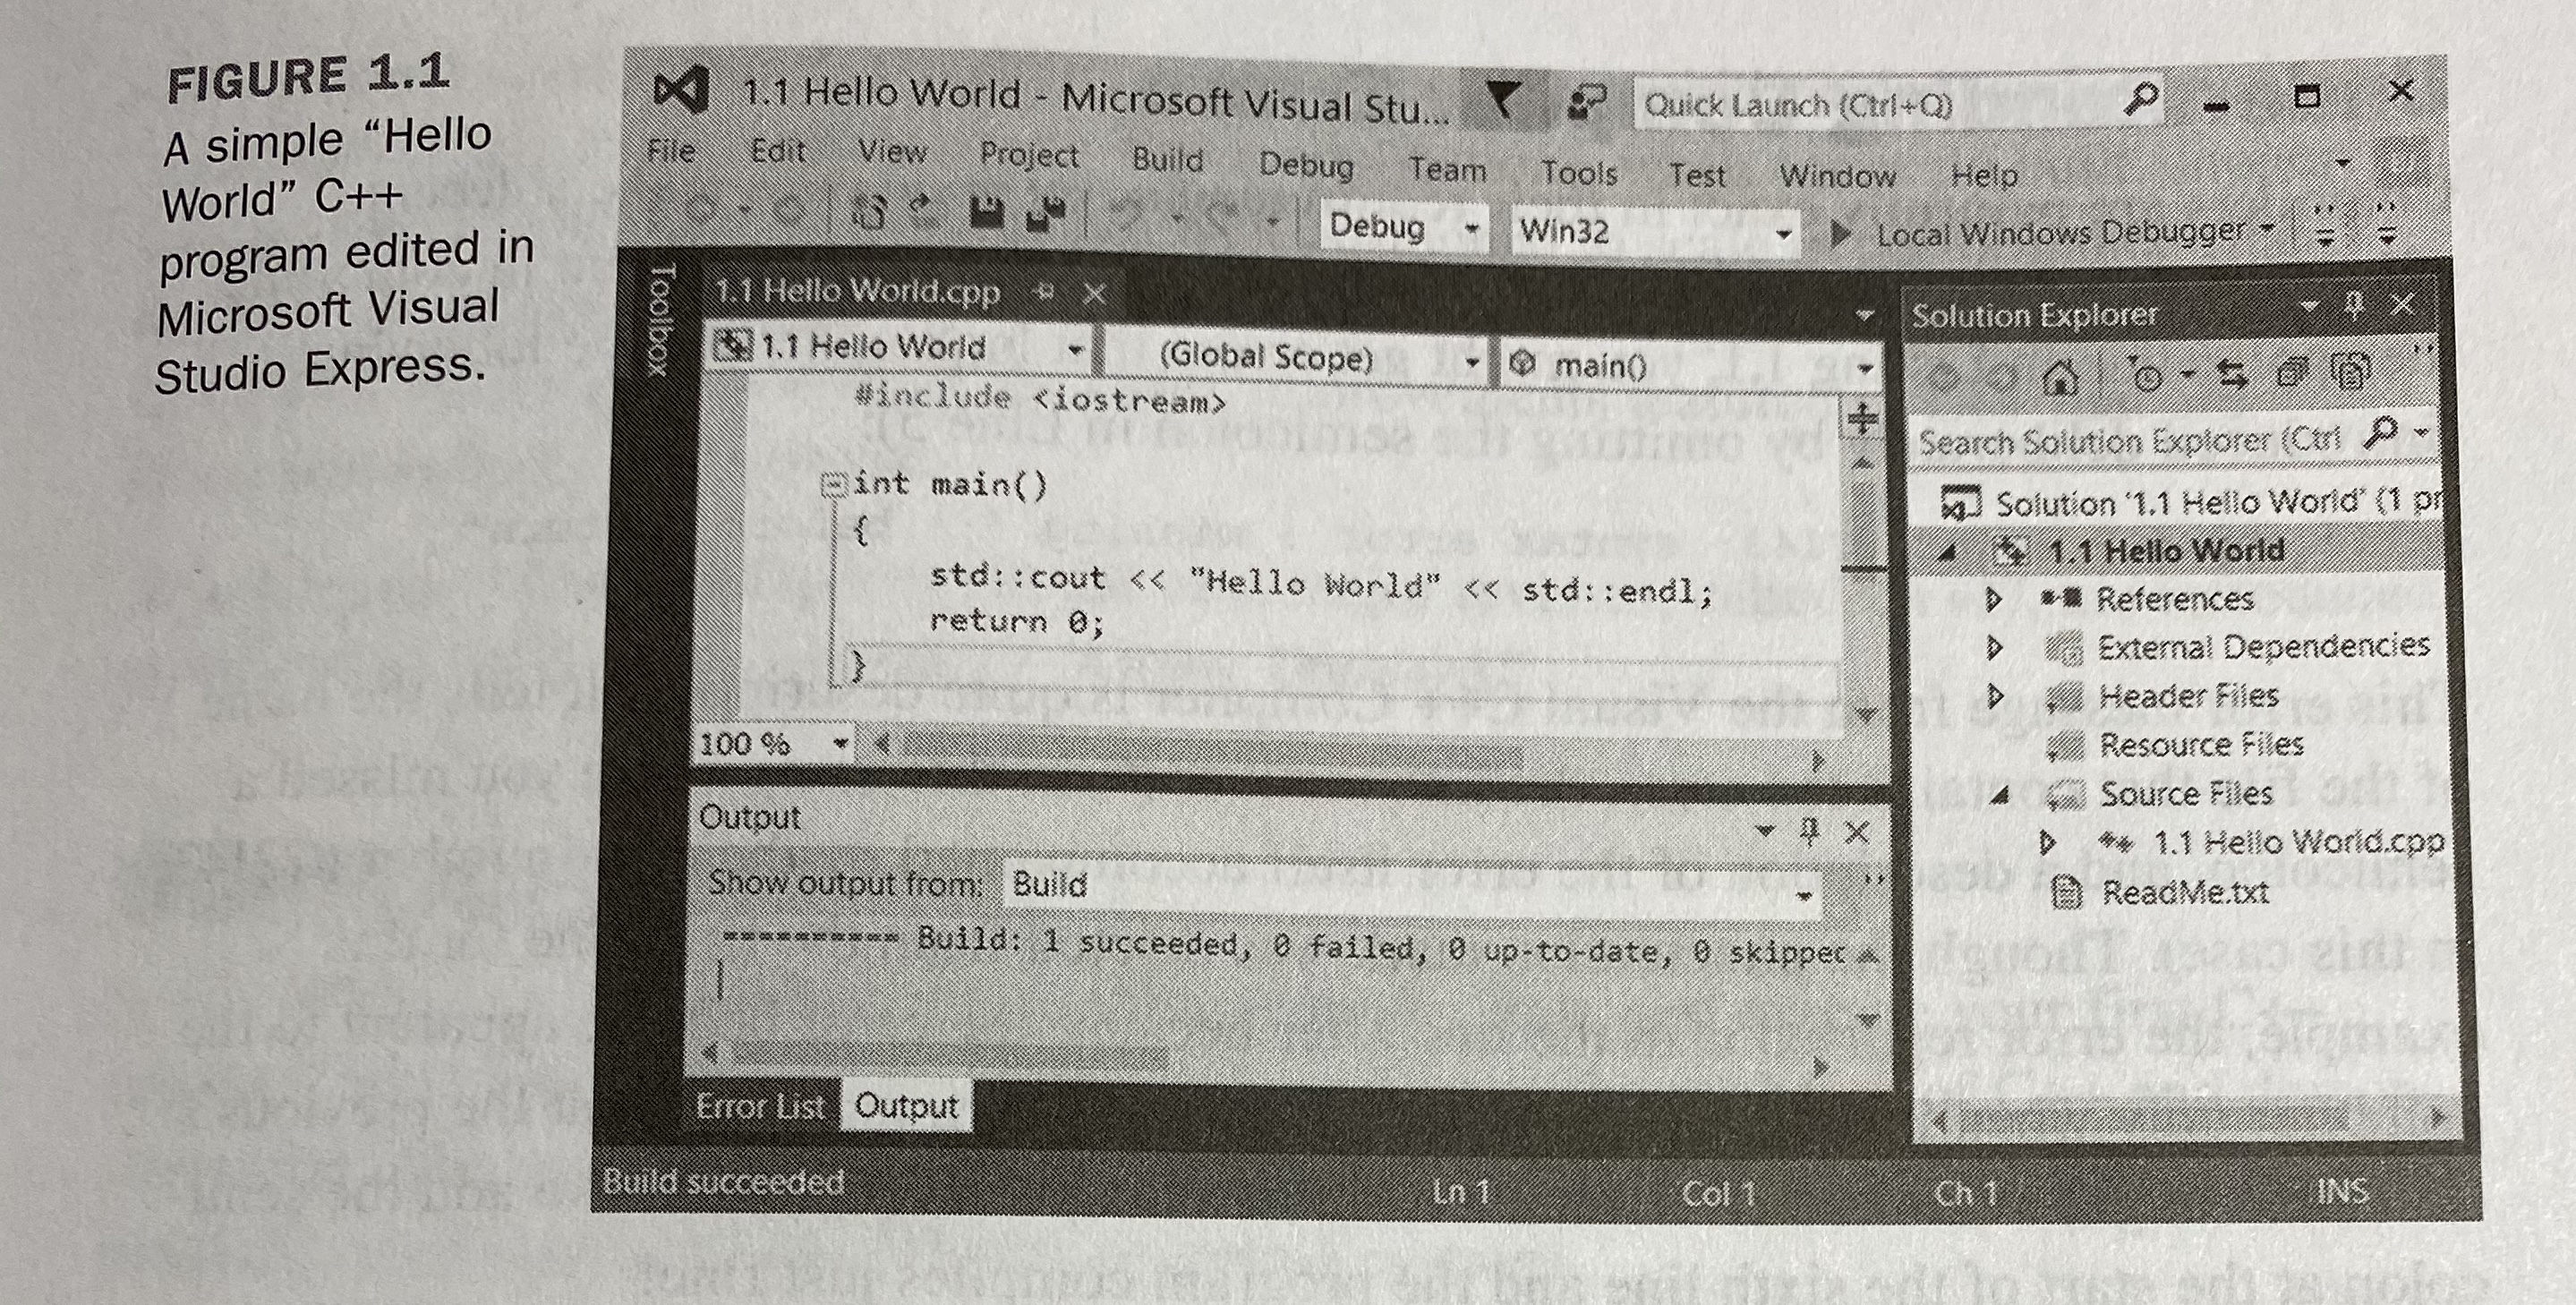 FIGURE 1.1
A simple “Hello
World” C++
program edited in
Microsoft Visual
Studio Express.
1.1 Hello World - Microsoft Visual Stu...
Quick Launch (Ctrl+Q)
File Edit View Project Build Debug Team Tools Test Window Help
Debug Win32 Local Windows Debugger
Toolbox
1.1 Hello World.cpp
1.1 Hello World (Global Scope) main()
#include <iostream>
int main()
{
std::cout << "Hello World" << std::endl;
return 0;
}
100 %
Output
Show output from: Build
========== Build: 1 succeeded, 0 failed, 0 up-to-date, 0 skipped
Error List Output
Solution Explorer
Search Solution Explorer (Ctrl
Solution '1.1 Hello World' (1 pr
1.1 Hello World
References
External Dependencies
Header Files
Resource Files
Source Files
1.1 Hello World.cpp
ReadMe.txt
Build succeeded Ln 1 Col 1 Ch 1 INS